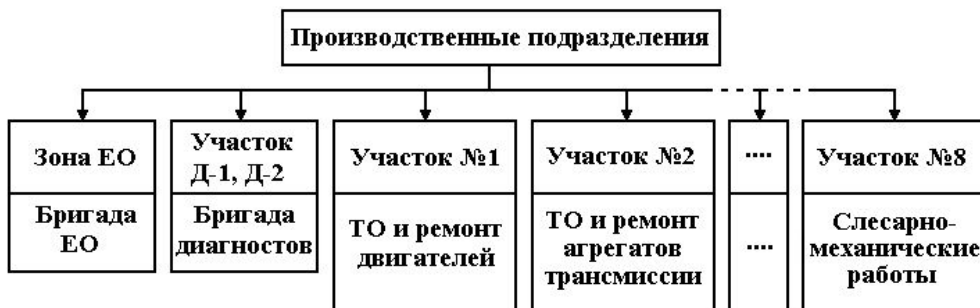 Производственные подразделения
Зона ЕО
Бригада
ЕО
Участок
Д-1, Д-2
Бригада
диагностов
Участок №1
ТО и ремонт
двигателей
Участок №2
ТО и ремонт
агрегатов
трансмиссии
....
....
Участок №8
Слесарно-
механические
работы